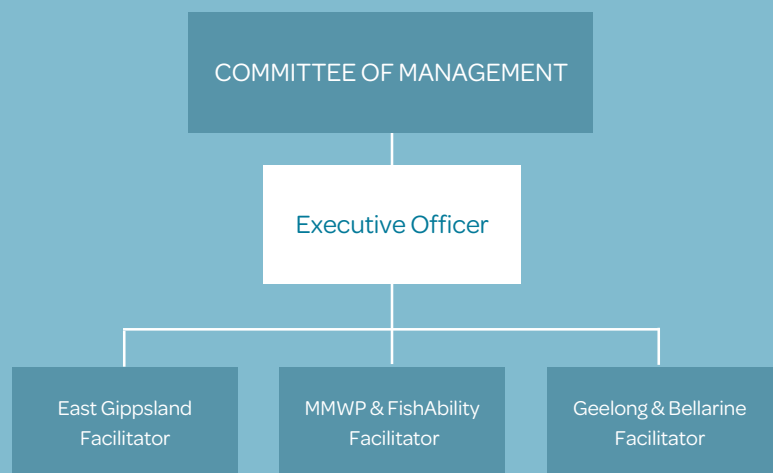 COMMITTEE OF MANAGEMENT
Executive Officer
East Gippsland
Facilitator
MMWP & FishAbility
Facilitator
Geelong & Bellarine
Facilitator